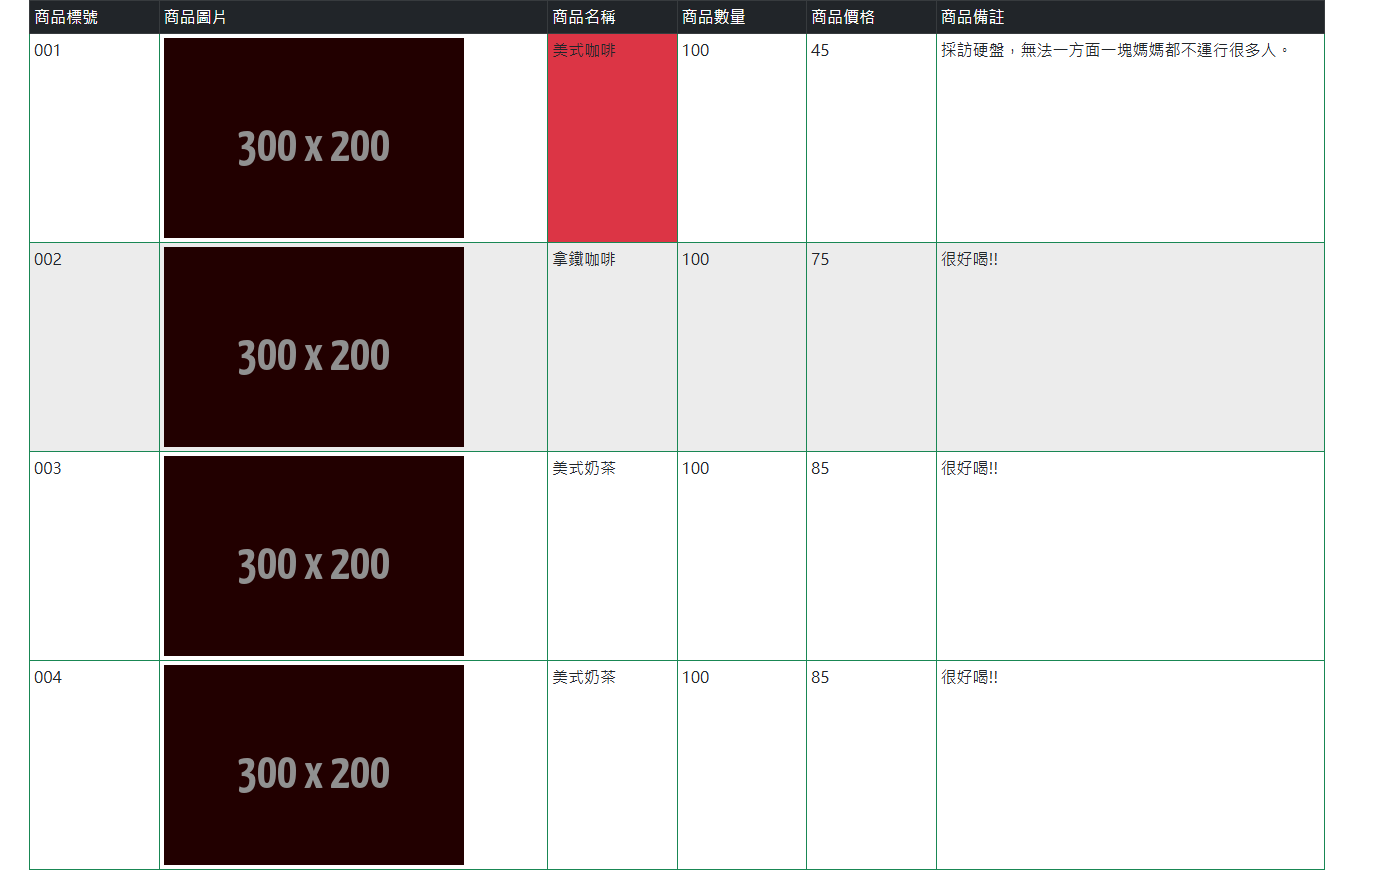 商品標號 商品圖片 商品名稱 商品數量 商品價格 商品備註
001 300 x 200 美式咖啡 100 45 採訪硬盤，無法一方面一塊媽媽都不運行很多人。
002 300 x 200 拿鐵咖啡 100 75 很好喝!!
003 300 x 200 美式奶茶 100 85 很好喝!!
004 300 x 200 美式奶茶 100 85 很好喝!!